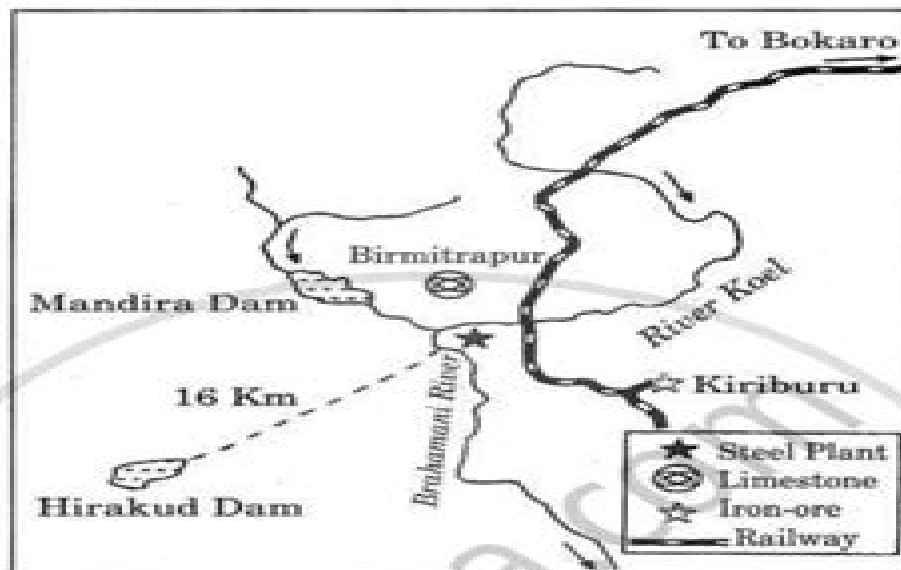 To Bokaro
Birmitrapur
Mandira Dam
River Koel
16 Km
Kiriburu
Brahamani River
Hirakud Dam
Steel Plant
Limestone
Iron-ore
Railway